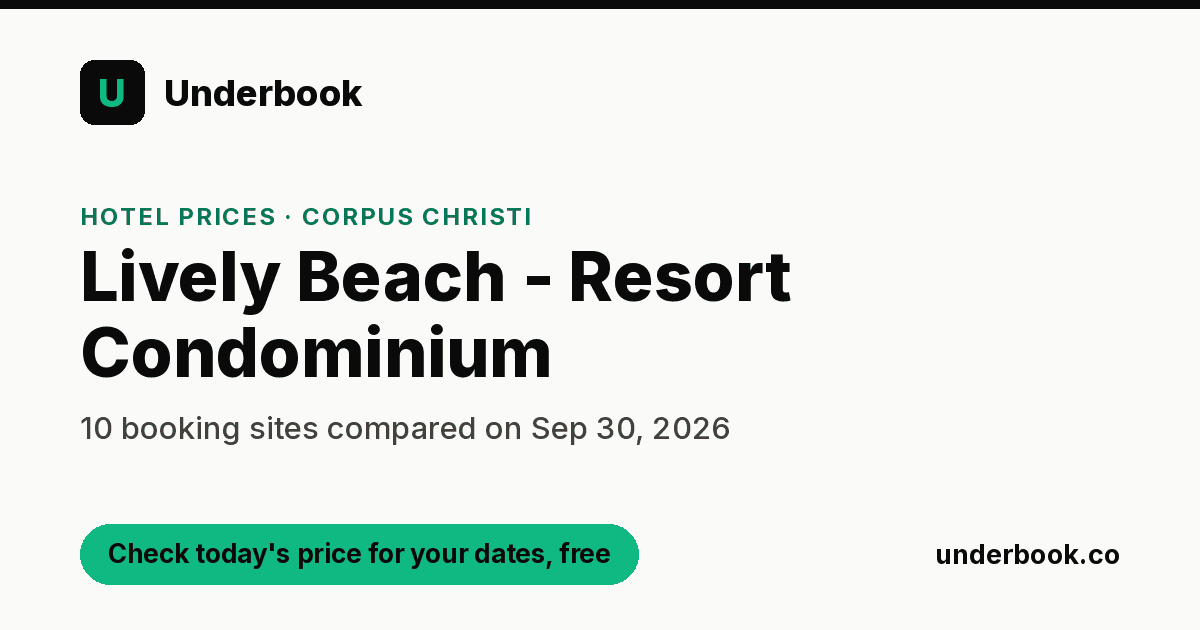 U
Underbook
HOTEL PRICES · CORPUS CHRISTI
Lively Beach - Resort
Condominium
10 booking sites compared on Sep 30, 2026
Check today's price for your dates, free
underbook.co